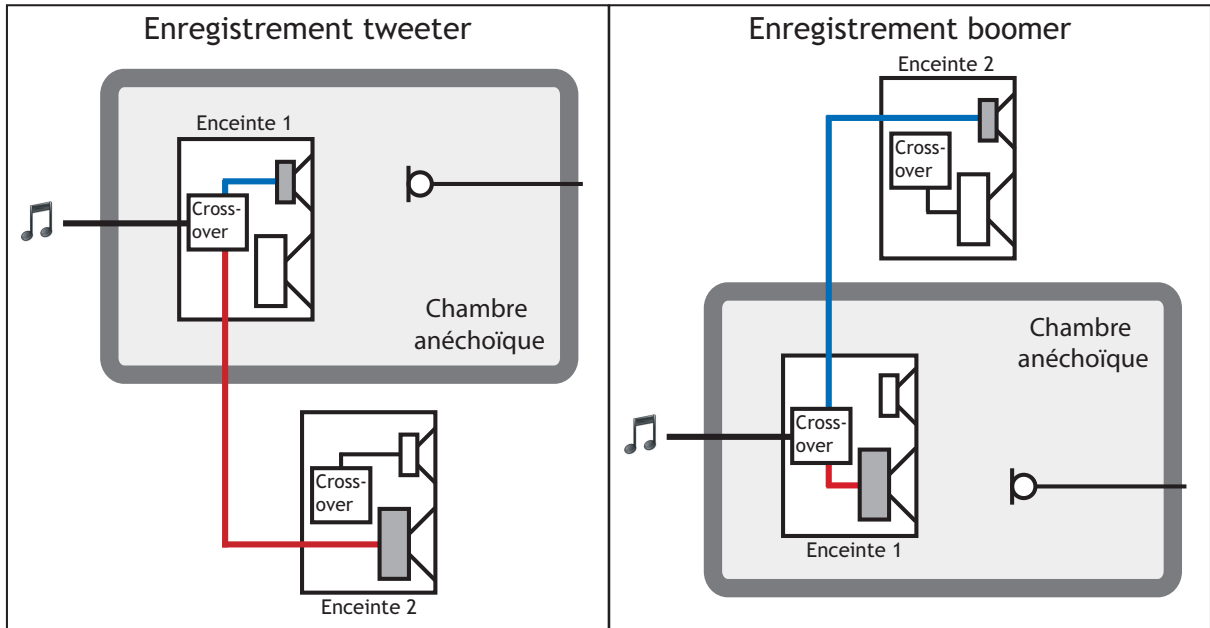 Enregistrement tweeter
Enceinte 1
Cross-
over
Chambre
anéchoïque
Cross-
over
Enceinte 2
Enregistrement boomer
Enceinte 2
Cross-
over
Chambre
anéchoïque
Cross-
over
Enceinte 1